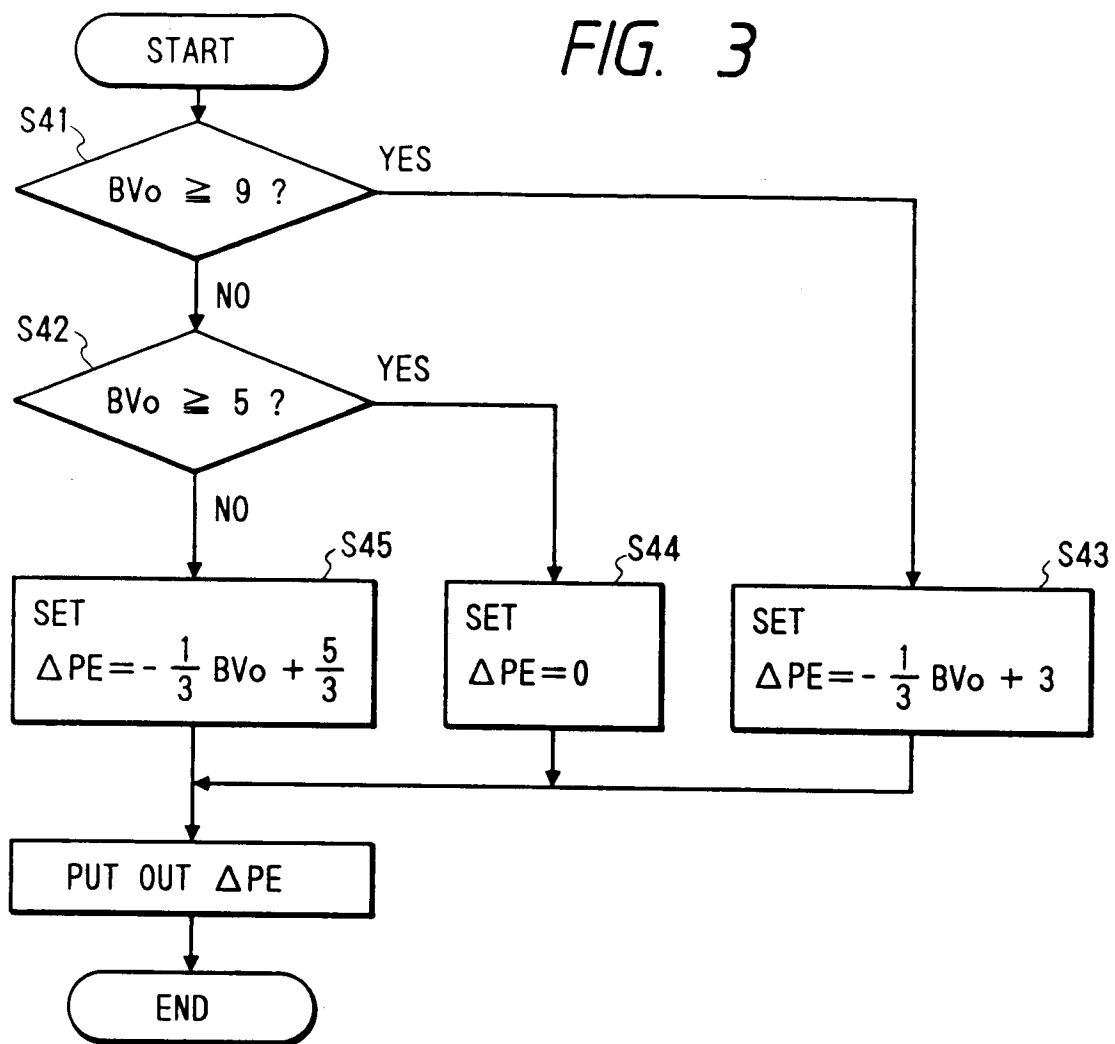 FIG. 3
START
S41
BVo ≧ 9 ?
YES
NO
S42
BVo ≧ 5 ?
YES
NO
S45
SET
ΔPE=- 1/3 BVo + 5/3
S44
SET
ΔPE=0
S43
SET
ΔPE=- 1/3 BVo + 3
PUT OUT ΔPE
END